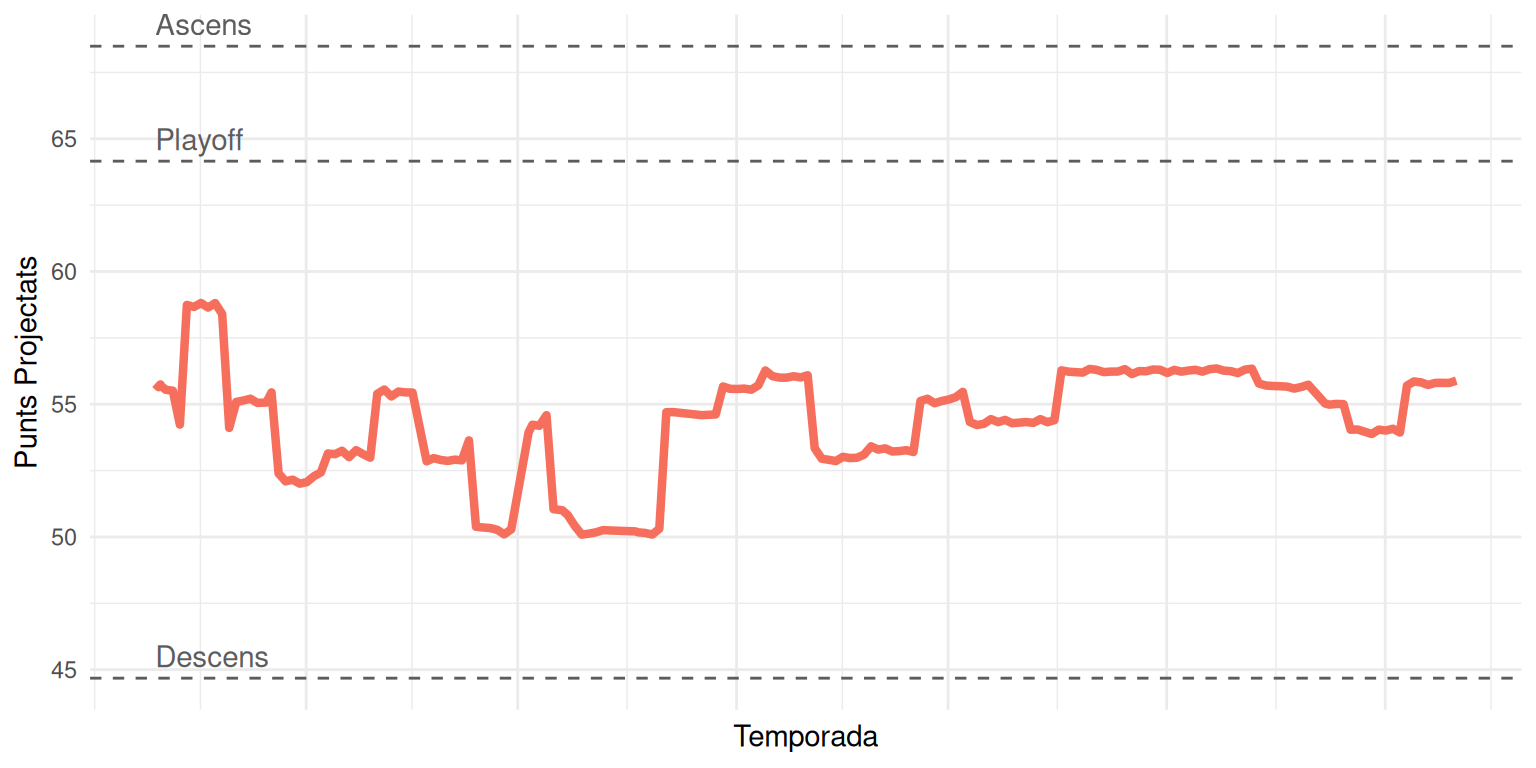 Ascens
65
Playoff
60
Punts Projectats
55
50
Descens
45
Temporada